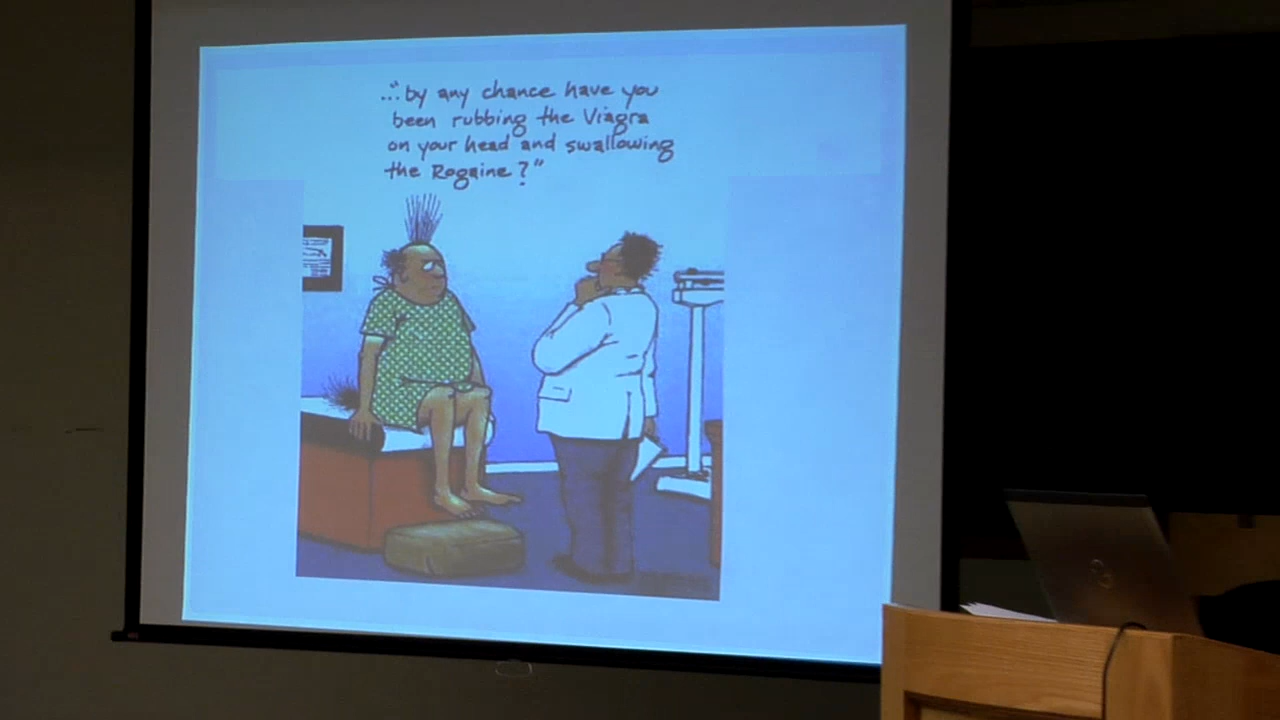 ..."by any chance have you
been rubbing the Viagra
on your head and swallowing
the Rogaine?"